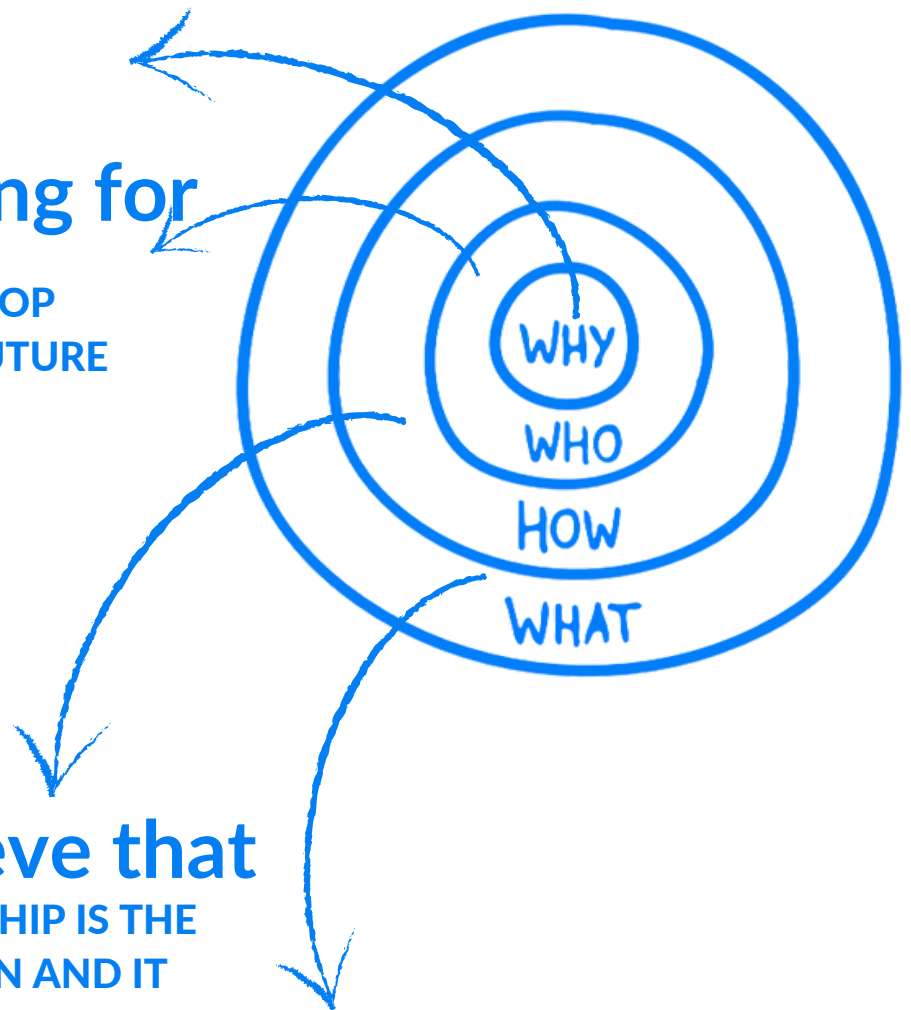 ng for
OP
UTURE
WHY
WHO
HOW
WHAT
eve that
HIP IS THE
N AND IT